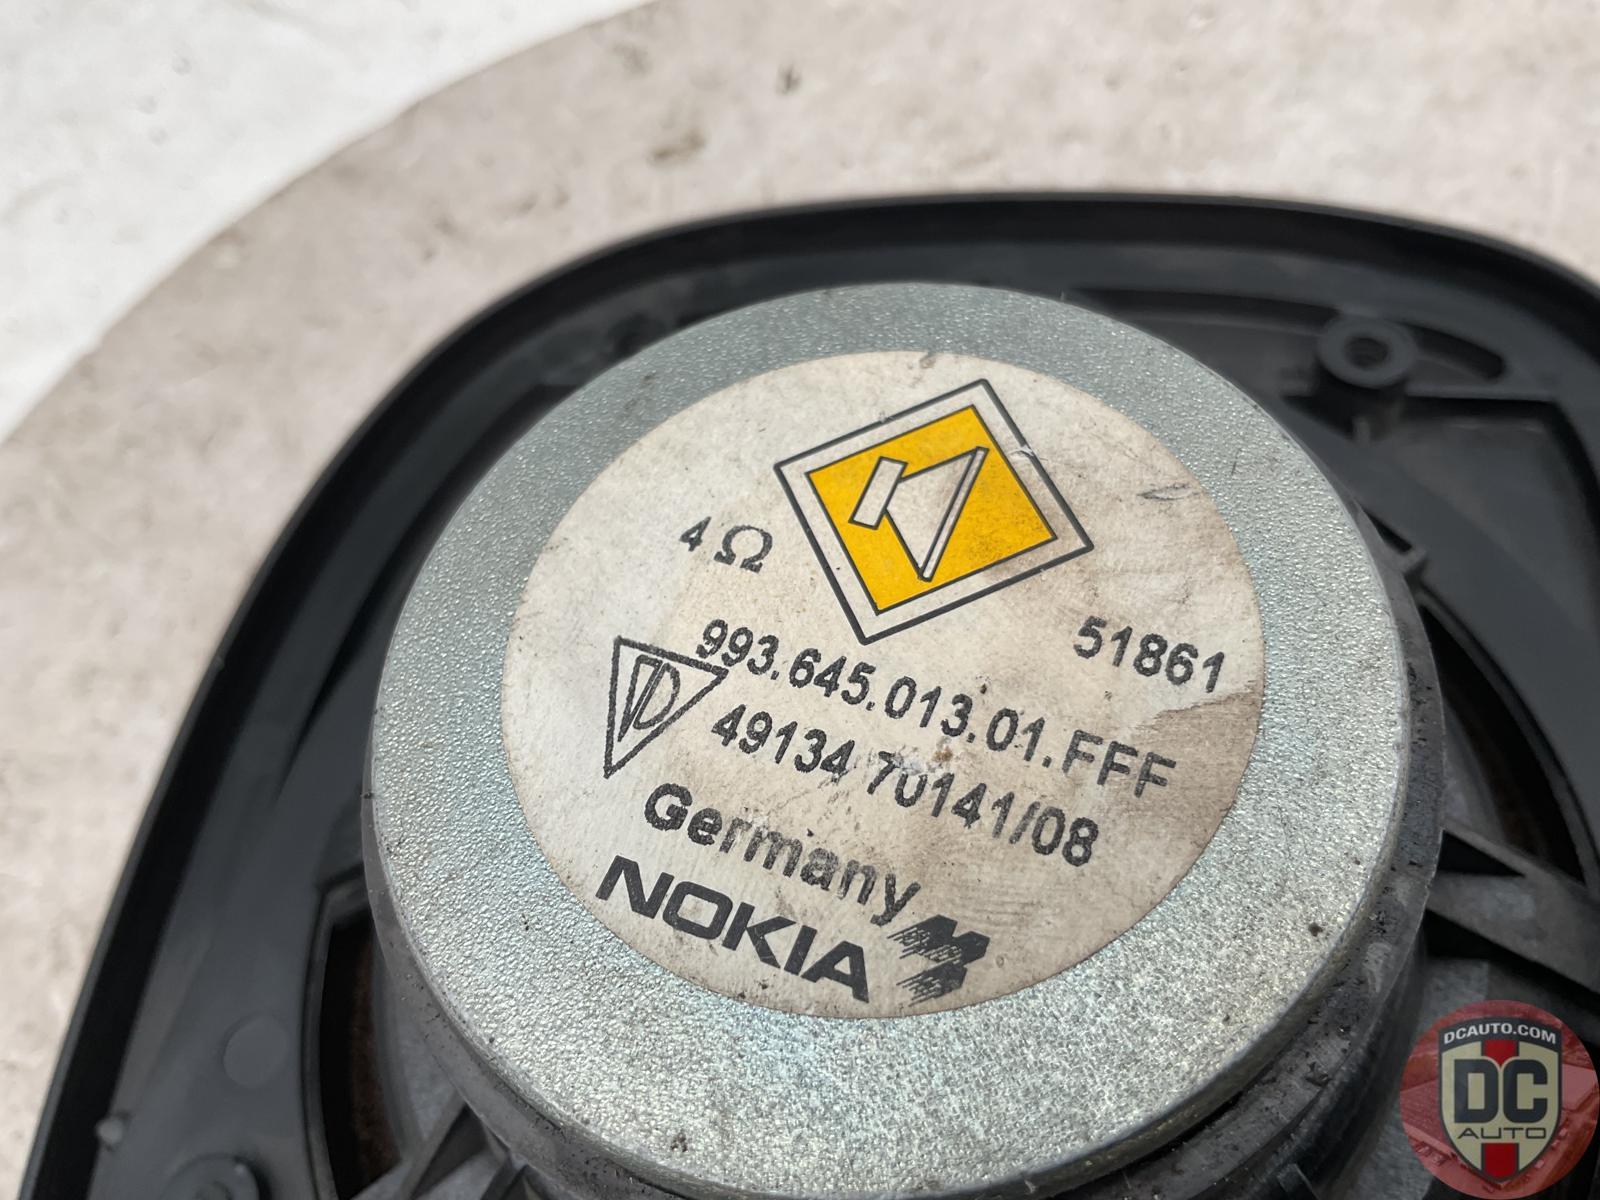 4 Ω
51861
993.645.013.01.FFF
49134 70141/08
Germany
NOKIA
DCAUTO.COM
DC
AUTO